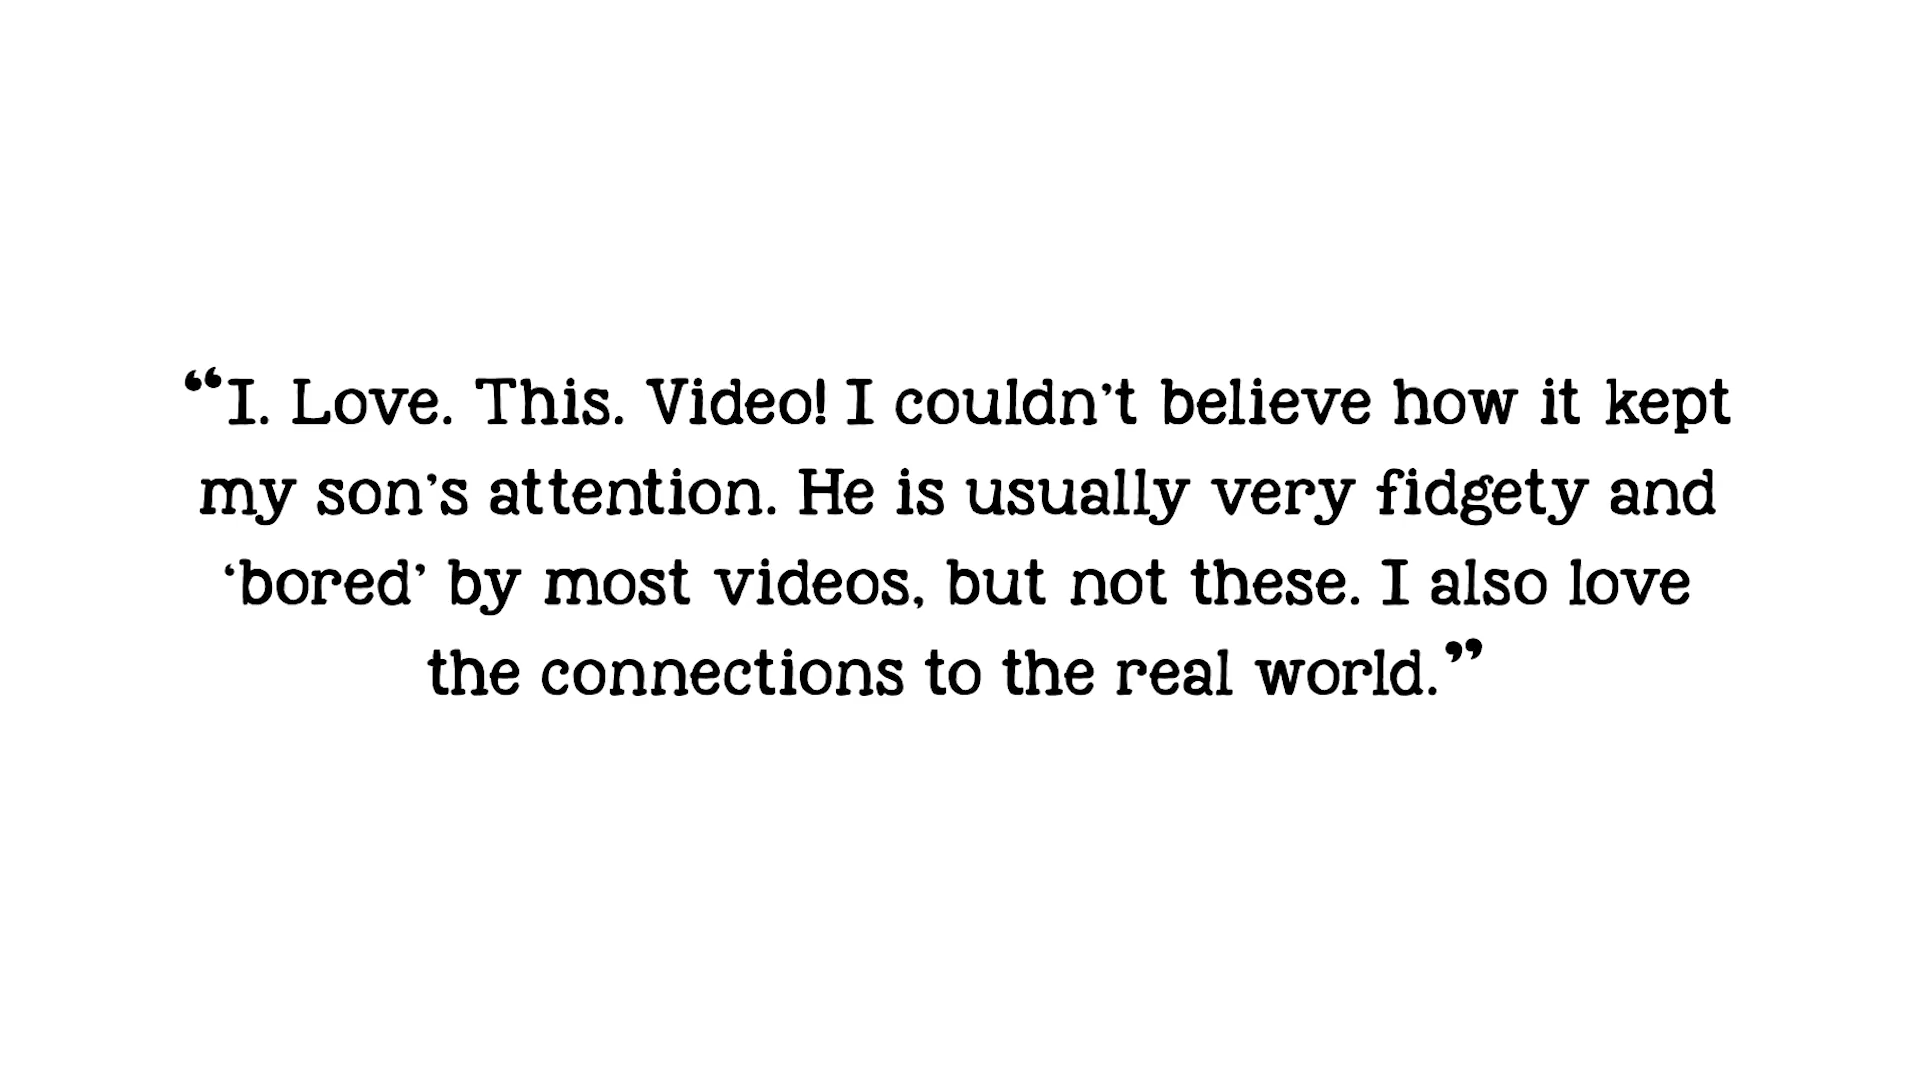 “I. Love. This. Video! I couldn’t believe how it kept
my son’s attention. He is usually very fidgety and
‘bored’ by most videos, but not these. I also love
the connections to the real world.”